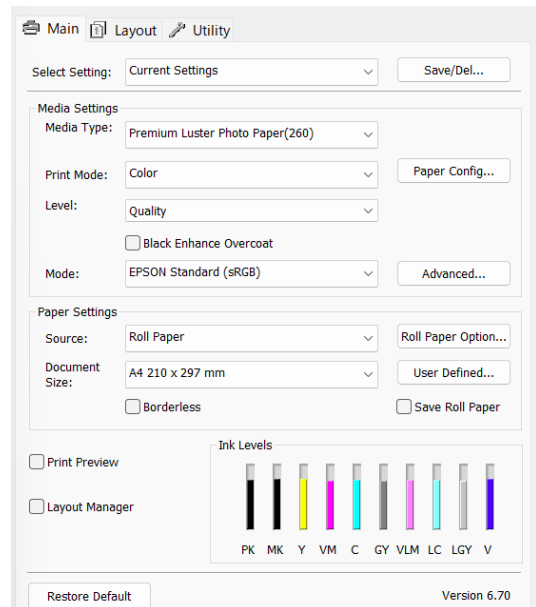 Main Layout Utility
Select Setting: Current Settings Save/Del...
Media Settings
Media Type: Premium Luster Photo Paper(260)
Print Mode: Color Paper Config...
Level: Quality
Black Enhance Overcoat
Mode: EPSON Standard (sRGB) Advanced...
Paper Settings
Source: Roll Paper Roll Paper Option...
Document
Size: A4 210 x 297 mm User Defined...
Borderless Save Roll Paper
Ink Levels
Print Preview
Layout Manager
PK MK Y VM C GY VLM LC LGY V
Restore Default Version 6.70